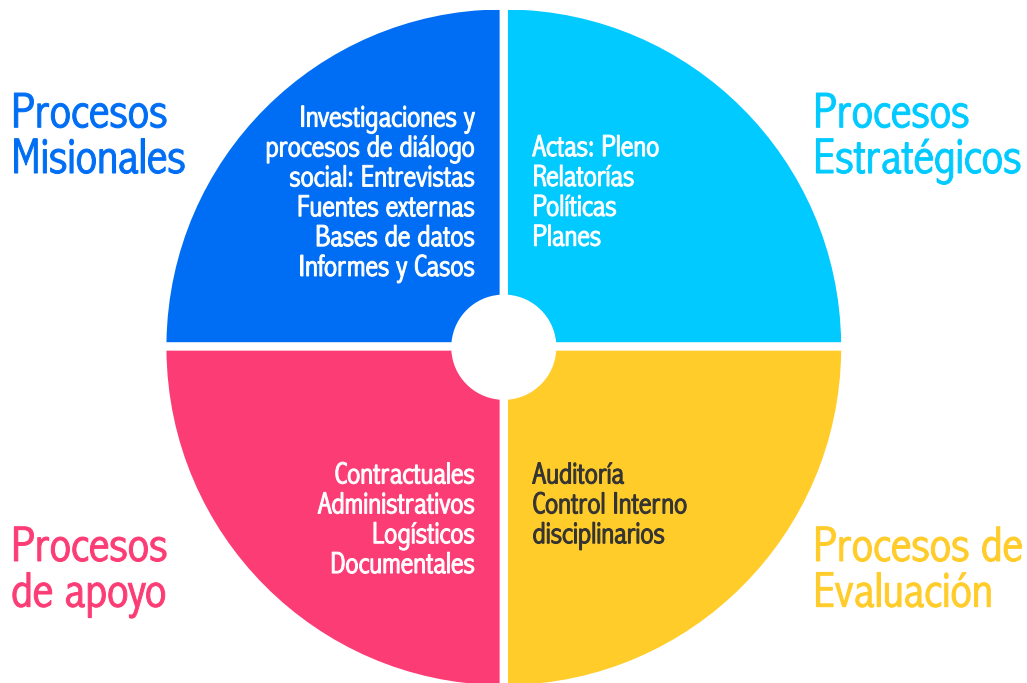 Procesos
Misionales
Investigaciones y
procesos de diálogo
social: Entrevistas
Fuentes externas
Bases de datos
Informes y Casos
Actas: Pleno
Relatorías
Políticas
Planes
Procesos
Estratégicos
Procesos
de apoyo
Contractuales
Administrativos
Logísticos
Documentales
Auditoría
Control Interno
disciplinarios
Procesos de
Evaluación